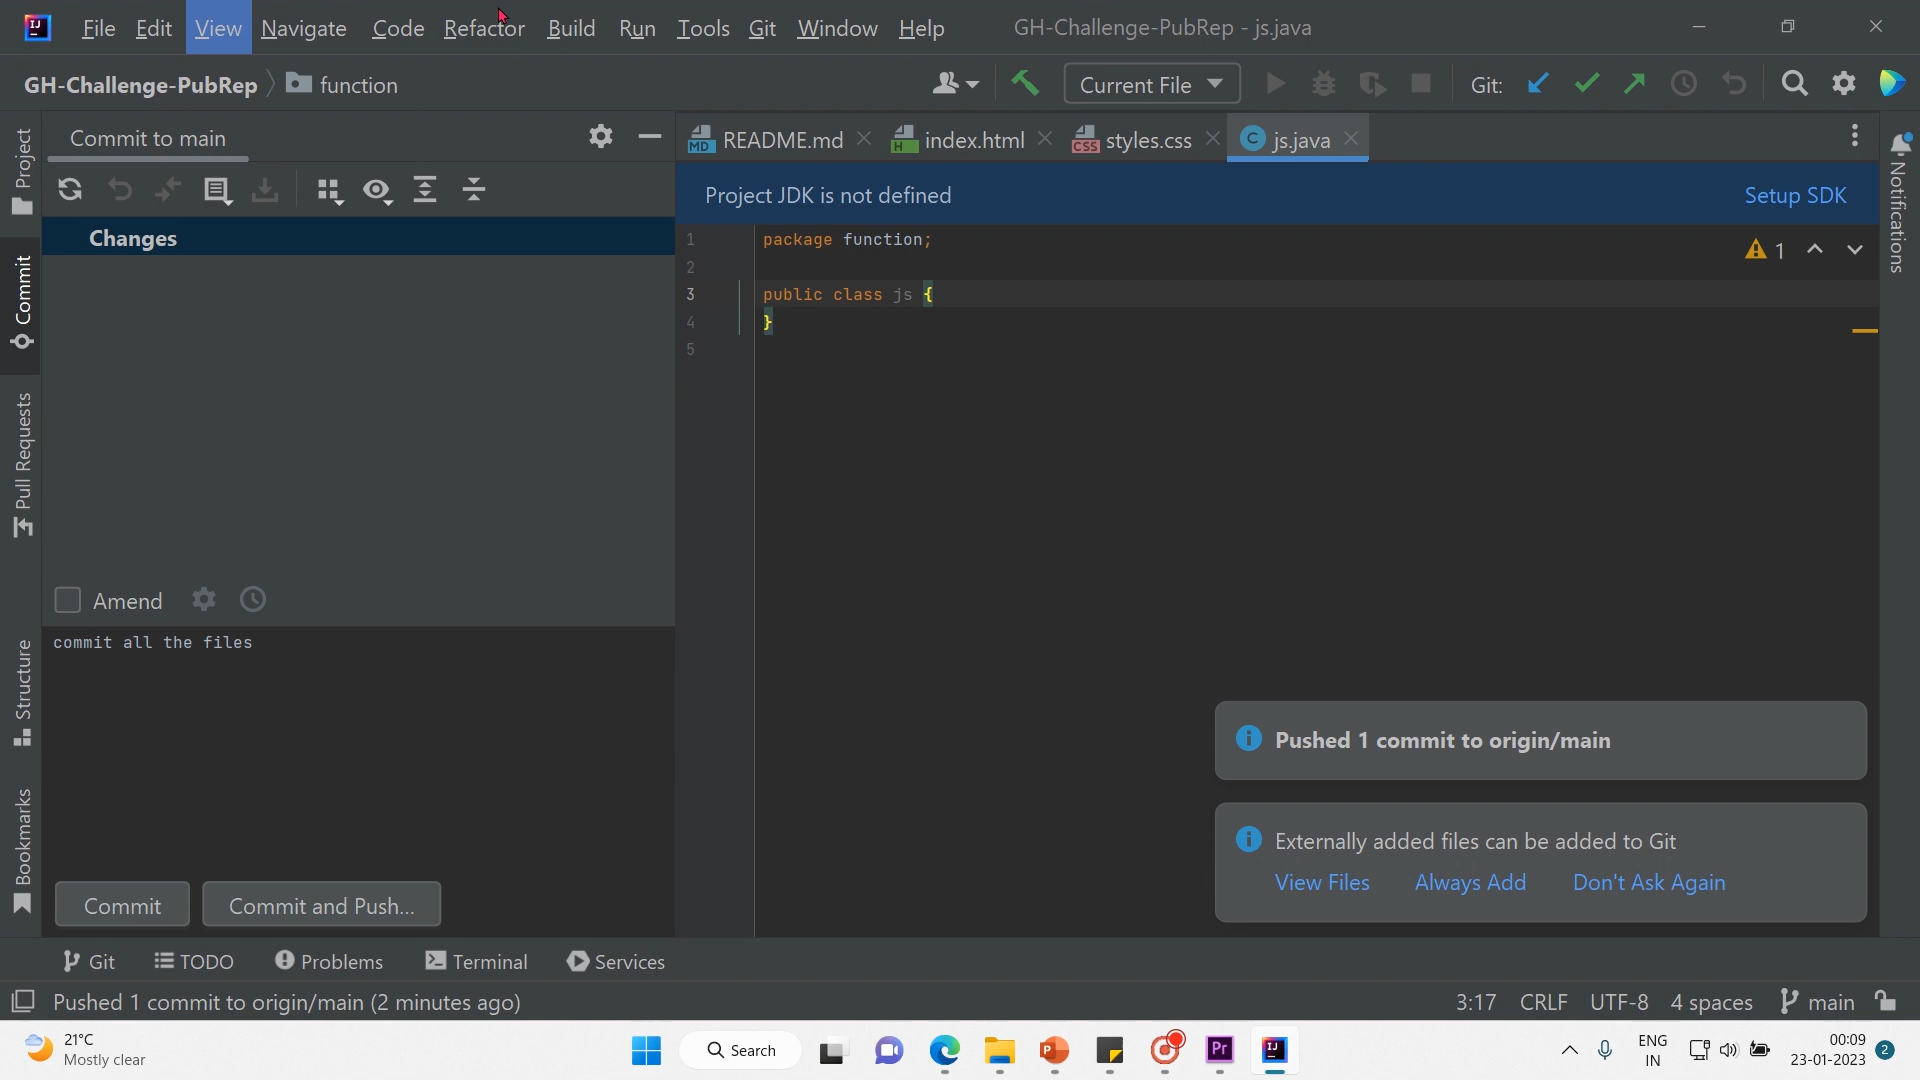 File Edit View Navigate Code Refactor Build Run Tools Git Window Help GH-Challenge-PubRep - js.java
GH-Challenge-PubRep function Current File Git:
Project
Commit
Pull Requests
Structure
Bookmarks
Commit to main
Changes
Amend
commit all the files
Commit Commit and Push...
README.md index.html styles.css js.java
Project JDK is not defined Setup SDK
1 package function;
2
3 public class js {
4 }
5
1
Notifications
Pushed 1 commit to origin/main
Externally added files can be added to Git
View Files Always Add Don't Ask Again
Git TODO Problems Terminal Services
Pushed 1 commit to origin/main (2 minutes ago) 3:17 CRLF UTF-8 4 spaces main
21°C
Mostly clear
Search
ENG
IN
00:09
23-01-2023
2